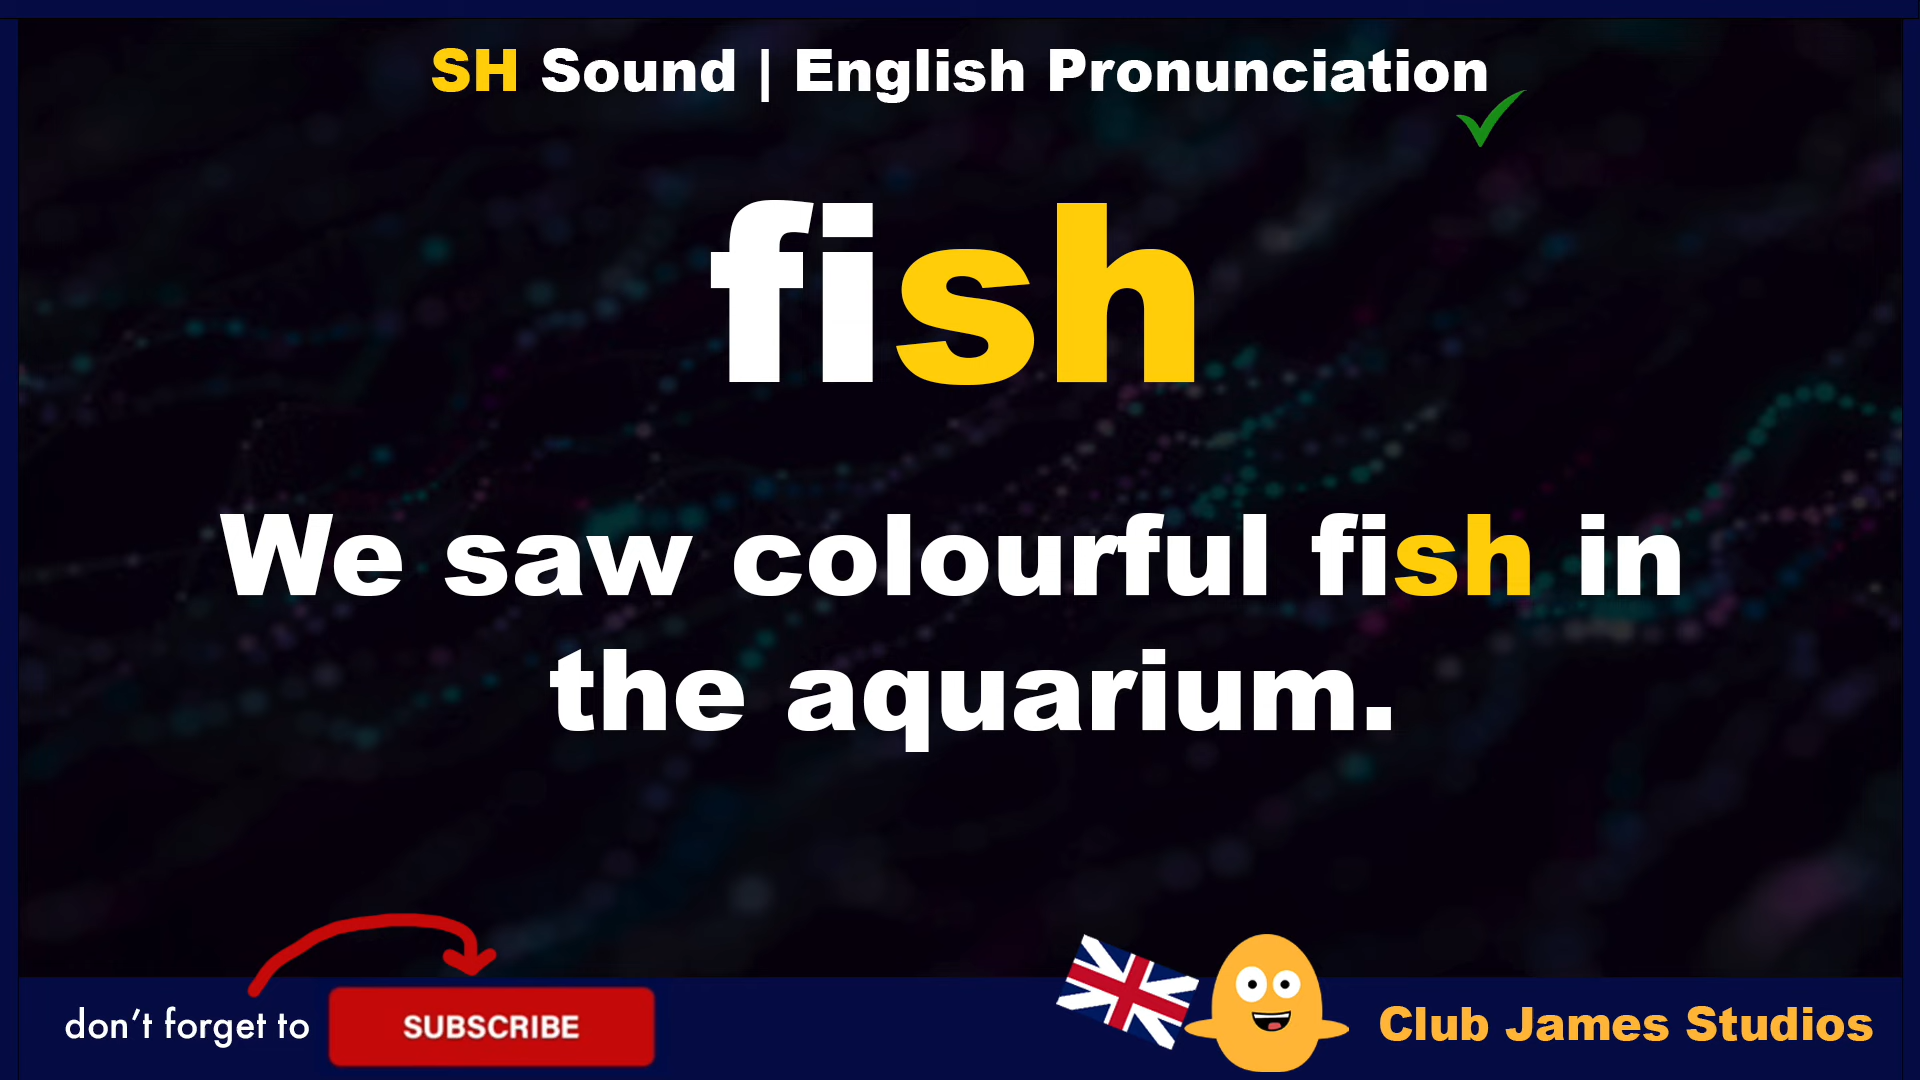 SH Sound | English Pronunciation
fish
We saw colourful fish in
the aquarium.
don't forget to
SUBSCRIBE
Club James Studios